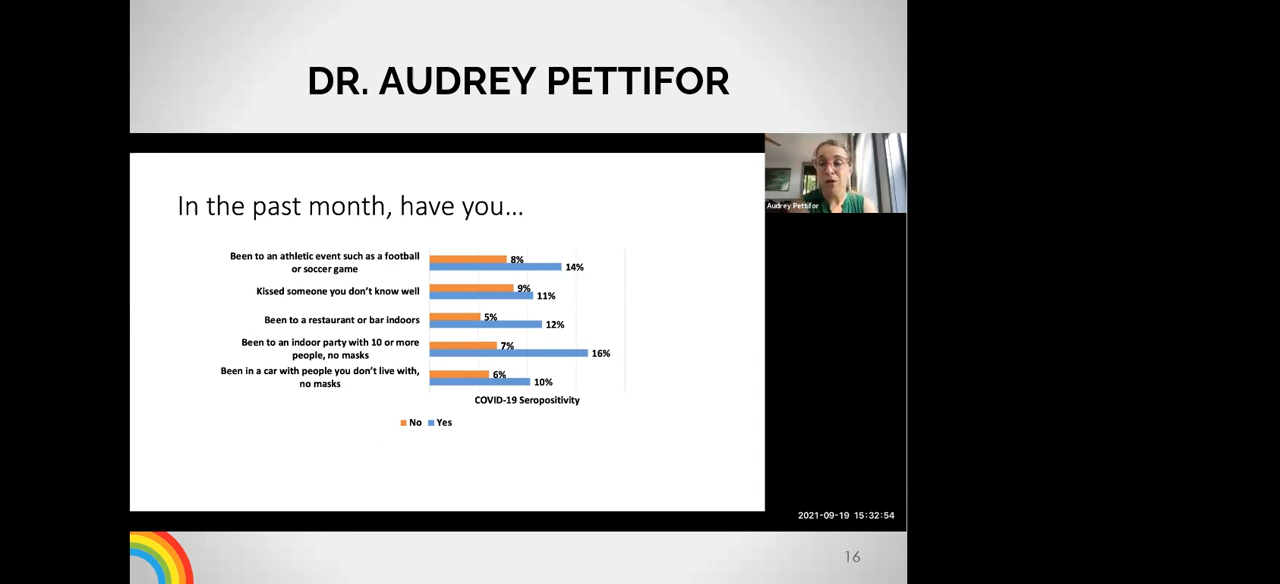 DR. AUDREY PETTIFOR
In the past month, have you...
Been to an athletic event such as a football
or soccer game
8%
14%
Kissed someone you don't know well
9%
11%
Been to a restaurant or bar indoors
5%
12%
Been to an indoor party with 10 or more
people, no masks
7%
16%
Been in a car with people you don't live with,
no masks
6%
10%
COVID-19 Seropositivity
No Yes
Audrey Pettifor
2021-09-19 15:32:54
16